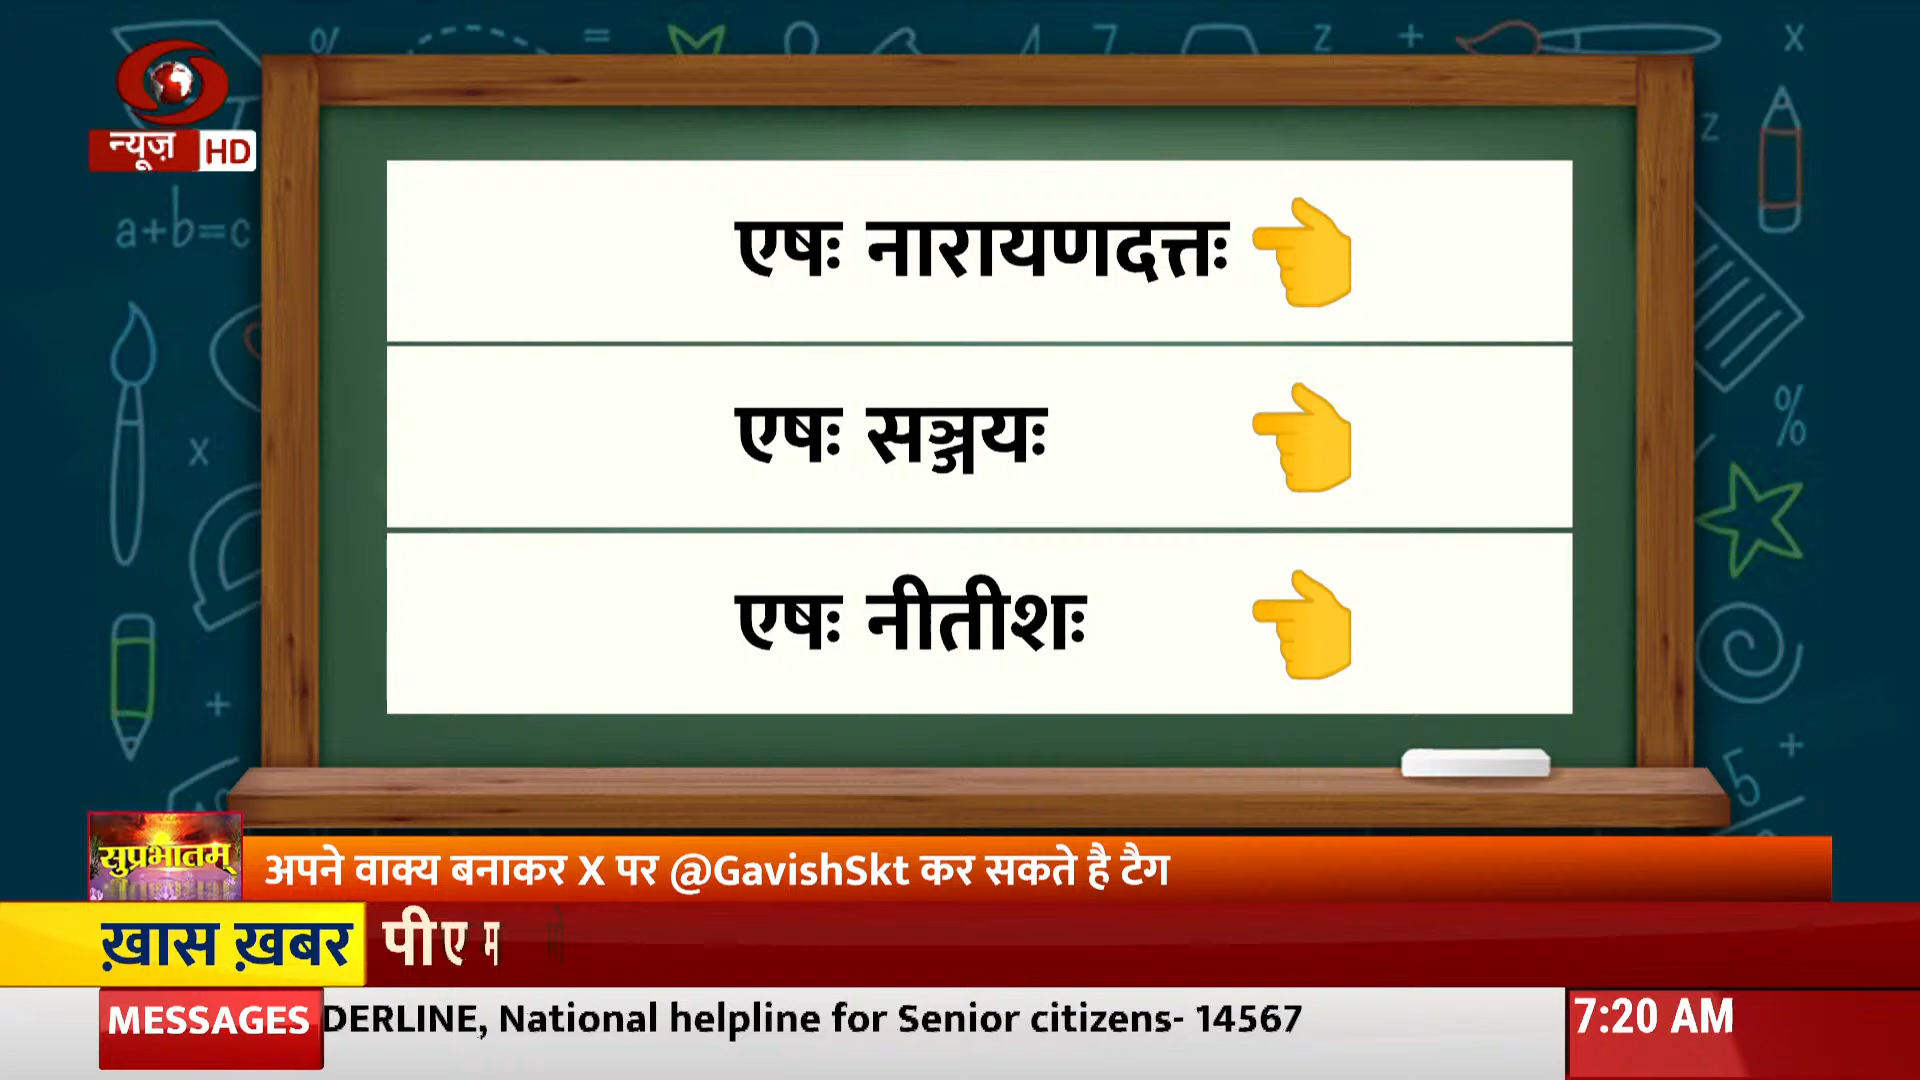 न्यूज़ HD
a+b=c
एषः नारायणदत्तः
एषः सञ्जयः
एषः नीतीशः
सुप्रभातम्
अपने वाक्य बनाकर X पर @GavishSkt कर सकते है टैग
ख़ास ख़बर
पीए म
MESSAGES
DERLINE, National helpline for Senior citizens- 14567
7:20 AM